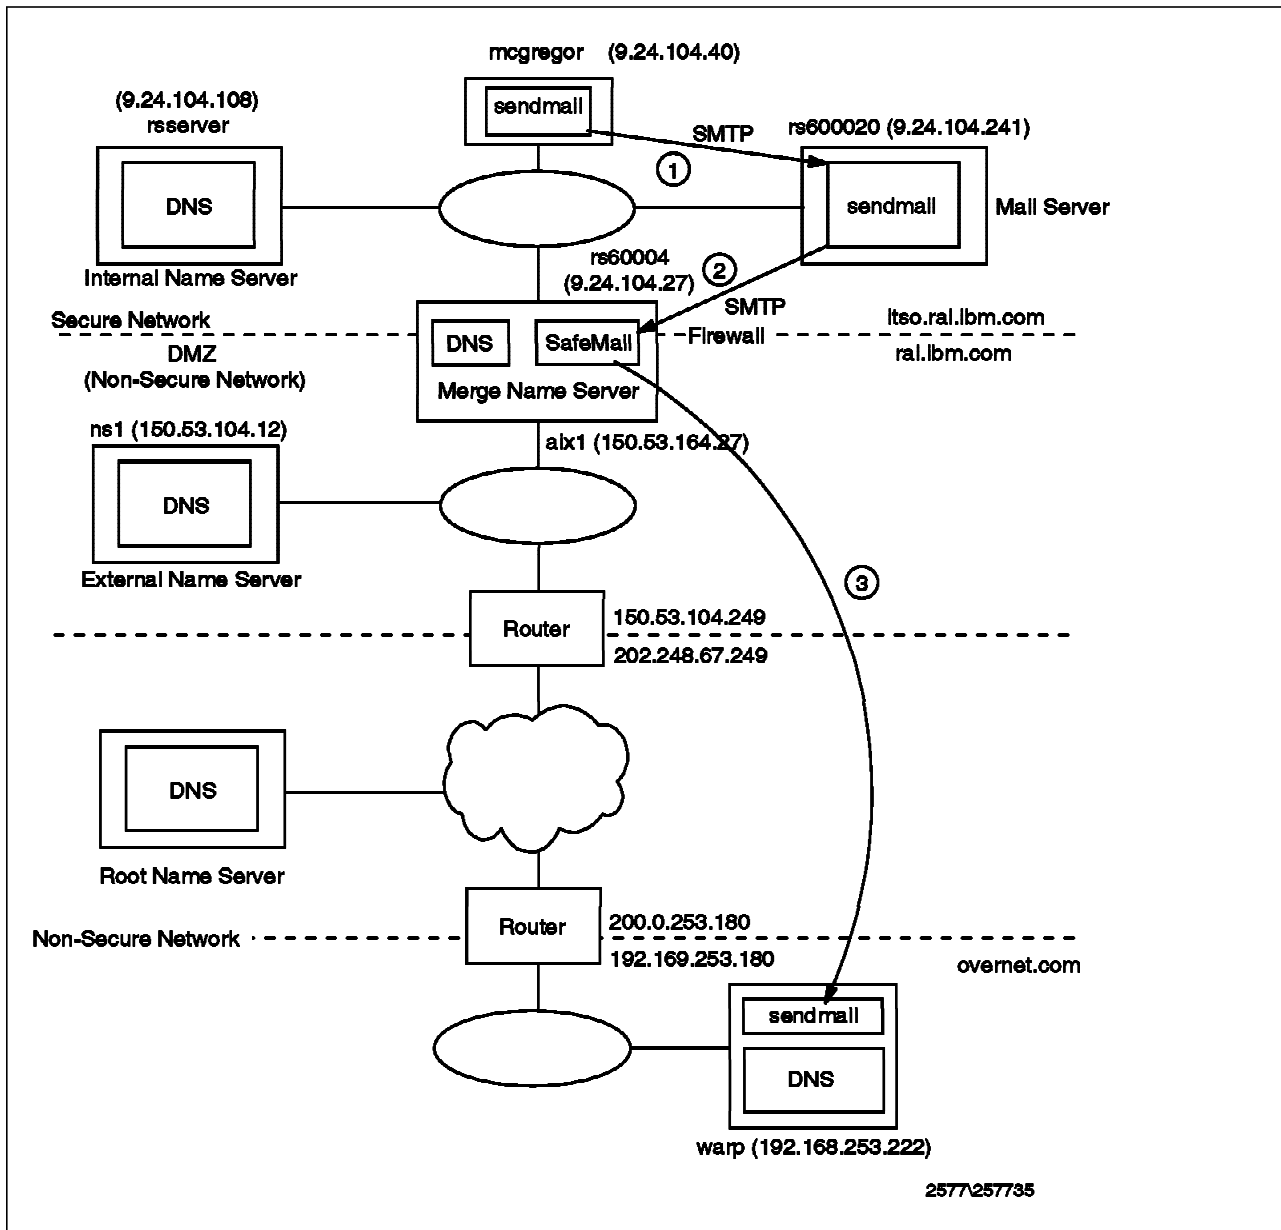 mcgregor (9.24.104.40)
sendmail
(9.24.104.108)
rsserver
DNS
Internal Name Server
SMTP
1
rs600020 (9.24.104.241)
sendmail
Mail Server
rs60004
(9.24.104.27)
2
SMTP
Secure Network
DMZ
(Non-Secure Network)
DNS
SafeMail
Merge Name Server
Firewall
itso.ral.ibm.com
ral.ibm.com
aix1 (150.53.164.27)
ns1 (150.53.104.12)
DNS
External Name Server
3
Router
150.53.104.249
202.248.67.249
DNS
Root Name Server
Router
200.0.253.180
192.169.253.180
Non-Secure Network
overnet.com
sendmail
DNS
warp (192.168.253.222)
2577\257735